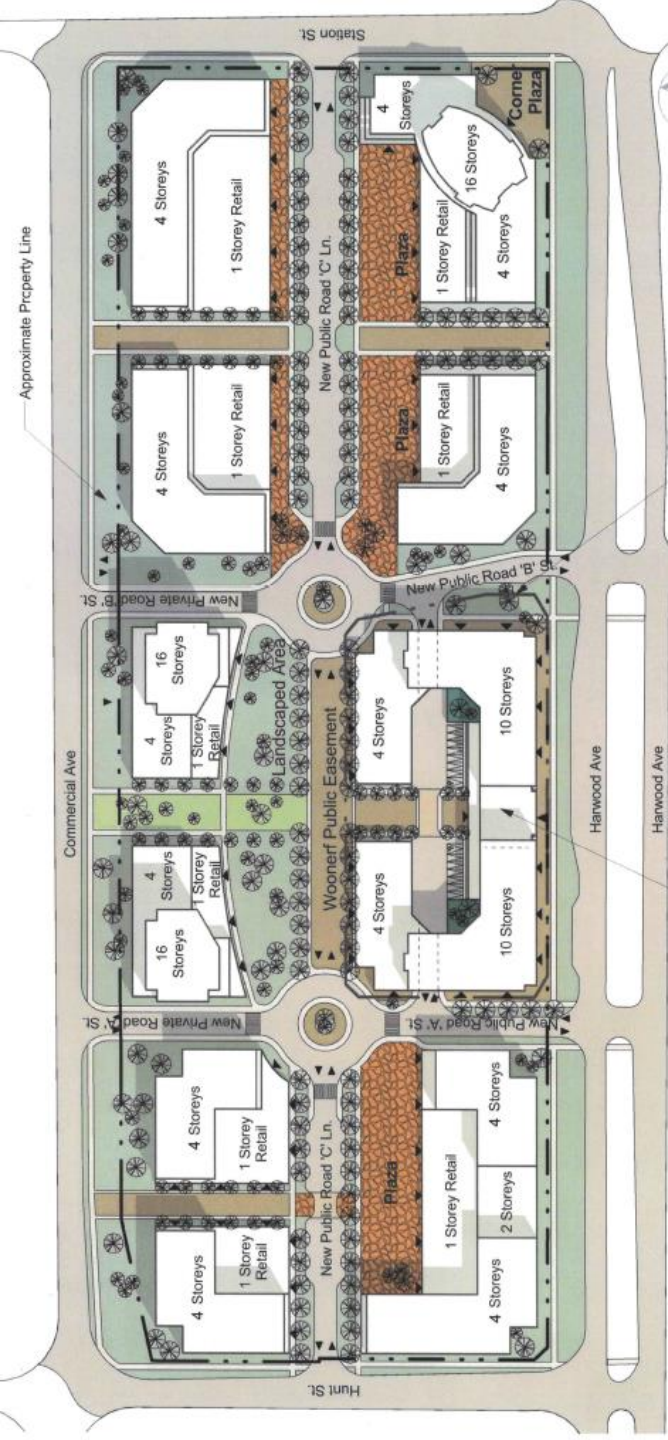 Station St.
Approximate Prcperty Line
4 Storeys
1 Storey Retail
4
Storeys
16 Storeys
Corner
Plaza
Plaza
1 Storey Retail
4 Storeys
New Public Road 'C' Ln.
4 Storeys
1 Storey Retail
Plaza
1 Storey Retail
4 Storeys
New Private Road 'B' St.
New Public Road 'B' St.
Commercial Ave
16
Storeys
4
Storeys
1 Storey
Retail
Landscaped Area
Woonerf Public Easement
4 Storeys
10 Storeys
4
Storeys
1 Storey
Retail
16
Storeys
4 Storeys
10 Storeys
Harwood Ave
Harwood Ave
New Private Road 'A' St.
New Public Road 'A' St.
4 Storeys
1 Storey
Retail
New Public Road 'C' Ln.
Plaza
4 Storeys
1 Storey Retail
2 Storeys
4 Storeys
1 Storey
Retail
4 Storeys
Hunt St.